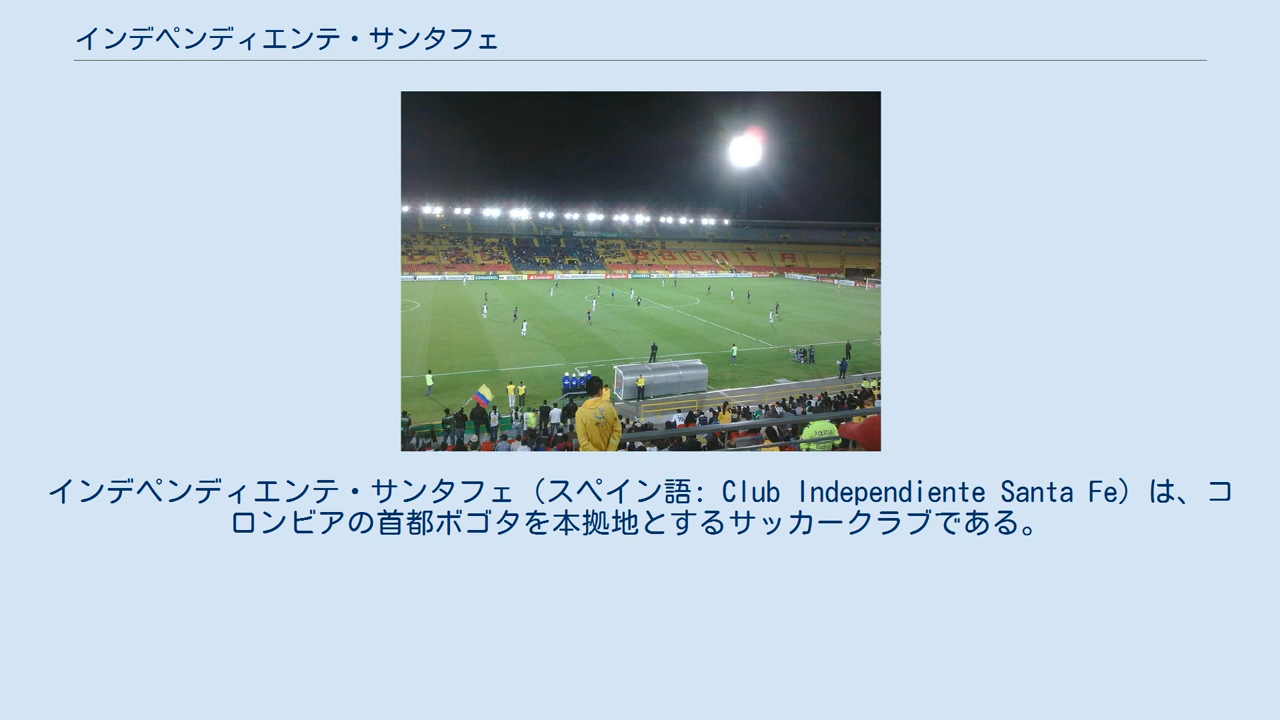 インデペンディエンテ・サンタフェ
インデペンディエンテ・サンタフェ（スペイン語: Club Independiente Santa Fe）は、コ
ロンビアの首都ボゴタを本拠地とするサッカークラブである。